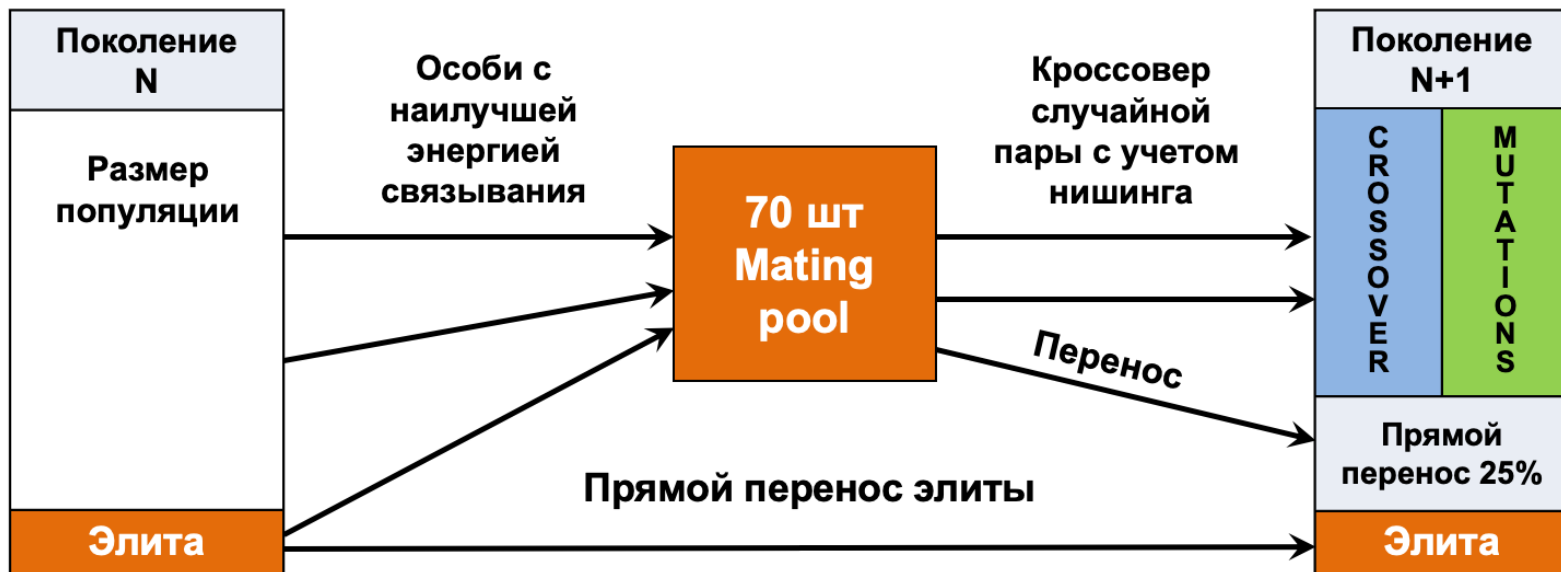 Поколение
N
Размер
популяции
Элита
Особи с
наилучшей
энергией
связывания
70 шт
Mating
pool
Кроссовер
случайной
пары с учетом
нишинга
Перенос
Прямой перенос элиты
Поколение
N+1
CROSSOVER
MUTATIONS
Прямой
перенос 25%
Элита